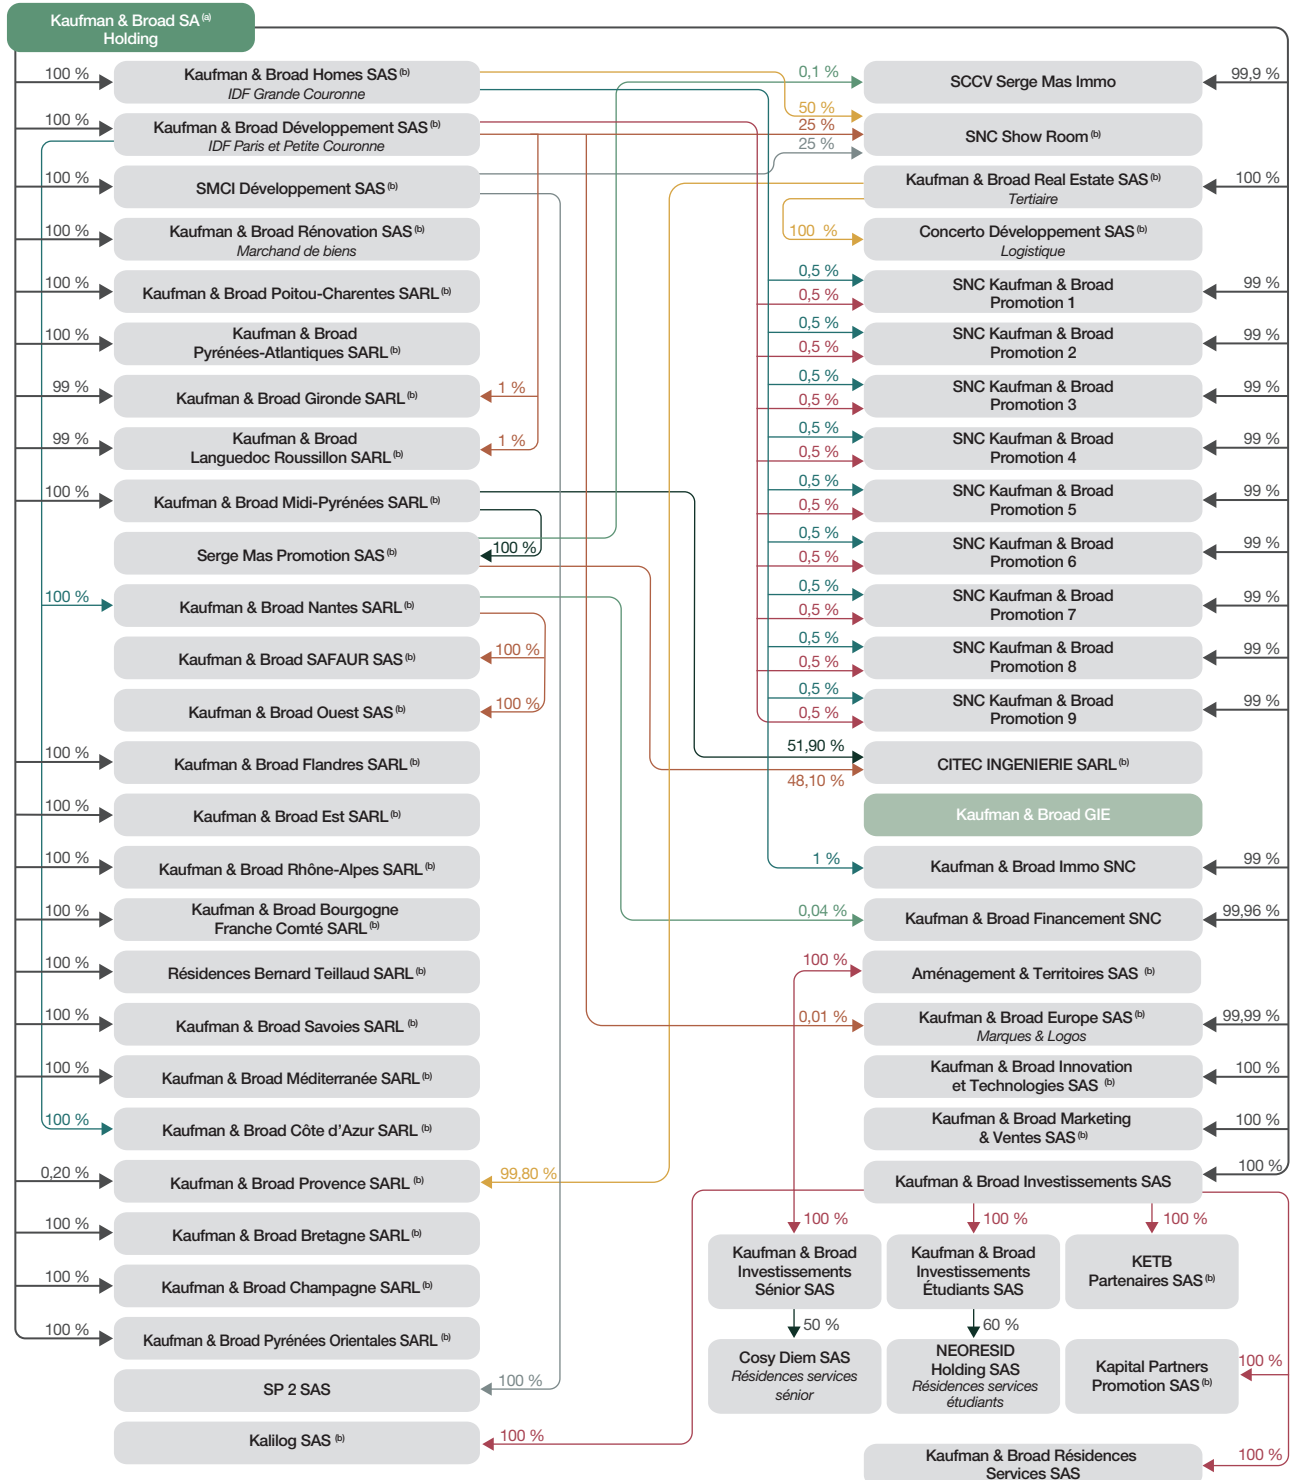 Kaufman & Broad SA (a)
Holding
100 %
Kaufman & Broad Homes SAS (b)
IDF Grande Couronne
100 %
Kaufman & Broad Développement SAS (b)
IDF Paris et Petite Couronne
100 %
SMCI Développement SAS (b)
100 %
Kaufman & Broad Rénovation SAS (b)
Marchand de biens
100 %
Kaufman & Broad Poitou-Charentes SARL (b)
100 %
Kaufman & Broad
Pyrénées-Atlantiques SARL (b)
99 %
Kaufman & Broad Gironde SARL (b)
1 %
99 %
Kaufman & Broad
Languedoc Roussillon SARL (b)
1 %
100 %
Kaufman & Broad Midi-Pyrénées SARL (b)
Serge Mas Promotion SAS (b)
100 %
100 %
Kaufman & Broad Nantes SARL (b)
Kaufman & Broad SAFAUR SAS (b)
100 %
Kaufman & Broad Ouest SAS (b)
100 %
100 %
Kaufman & Broad Flandres SARL (b)
100 %
Kaufman & Broad Est SARL (b)
100 %
Kaufman & Broad Rhône-Alpes SARL (b)
100 %
Kaufman & Broad Bourgogne
Franche Comté SARL (b)
100 %
Résidences Bernard Teillaud SARL (b)
100 %
Kaufman & Broad Savoies SARL (b)
100 %
Kaufman & Broad Méditerranée SARL (b)
100 %
Kaufman & Broad Côte d'Azur SARL (b)
0,20 %
Kaufman & Broad Provence SARL (b)
99,80 %
100 %
Kaufman & Broad Bretagne SARL (b)
100 %
Kaufman & Broad Champagne SARL (b)
100 %
Kaufman & Broad Pyrénées Orientales SARL (b)
SP 2 SAS
100 %
Kalilog SAS (b)
100 %
0,1 %
SCCV Serge Mas Immo
99,9 %
50 %
25 %
25 %
SNC Show Room (b)
Kaufman & Broad Real Estate SAS (b)
Tertiaire
100 %
100 %
Concerto Développement SAS (b)
Logistique
0,5 %
0,5 %
SNC Kaufman & Broad
Promotion 1
99 %
0,5 %
0,5 %
SNC Kaufman & Broad
Promotion 2
99 %
0,5 %
0,5 %
SNC Kaufman & Broad
Promotion 3
99 %
0,5 %
0,5 %
SNC Kaufman & Broad
Promotion 4
99 %
0,5 %
0,5 %
SNC Kaufman & Broad
Promotion 5
99 %
0,5 %
0,5 %
SNC Kaufman & Broad
Promotion 6
99 %
0,5 %
0,5 %
SNC Kaufman & Broad
Promotion 7
99 %
0,5 %
0,5 %
SNC Kaufman & Broad
Promotion 8
99 %
0,5 %
0,5 %
SNC Kaufman & Broad
Promotion 9
99 %
51,90 %
48,10 %
CITEC INGENIERIE SARL (b)
Kaufman & Broad GIE
1 %
Kaufman & Broad Immo SNC
99 %
0,04 %
Kaufman & Broad Financement SNC
99,96 %
100 %
Aménagement & Territoires SAS (b)
0,01 %
Kaufman & Broad Europe SAS (b)
Marques & Logos
99,99 %
Kaufman & Broad Innovation
et Technologies SAS (b)
100 %
Kaufman & Broad Marketing
& Ventes SAS (b)
100 %
Kaufman & Broad Investissements SAS
100 %
100 %
100 %
100 %
Kaufman & Broad
Investissements
Sénior SAS
Kaufman & Broad
Investissements
Étudiants SAS
KETB
Partenaires SAS (b)
50 %
60 %
Cosy Diem SAS
Résidences services
sénior
NEORESID
Holding SAS
Résidences services
étudiants
Kapital Partners
Promotion SAS (b)
100 %
Kaufman & Broad Résidences
Services SAS
100 %